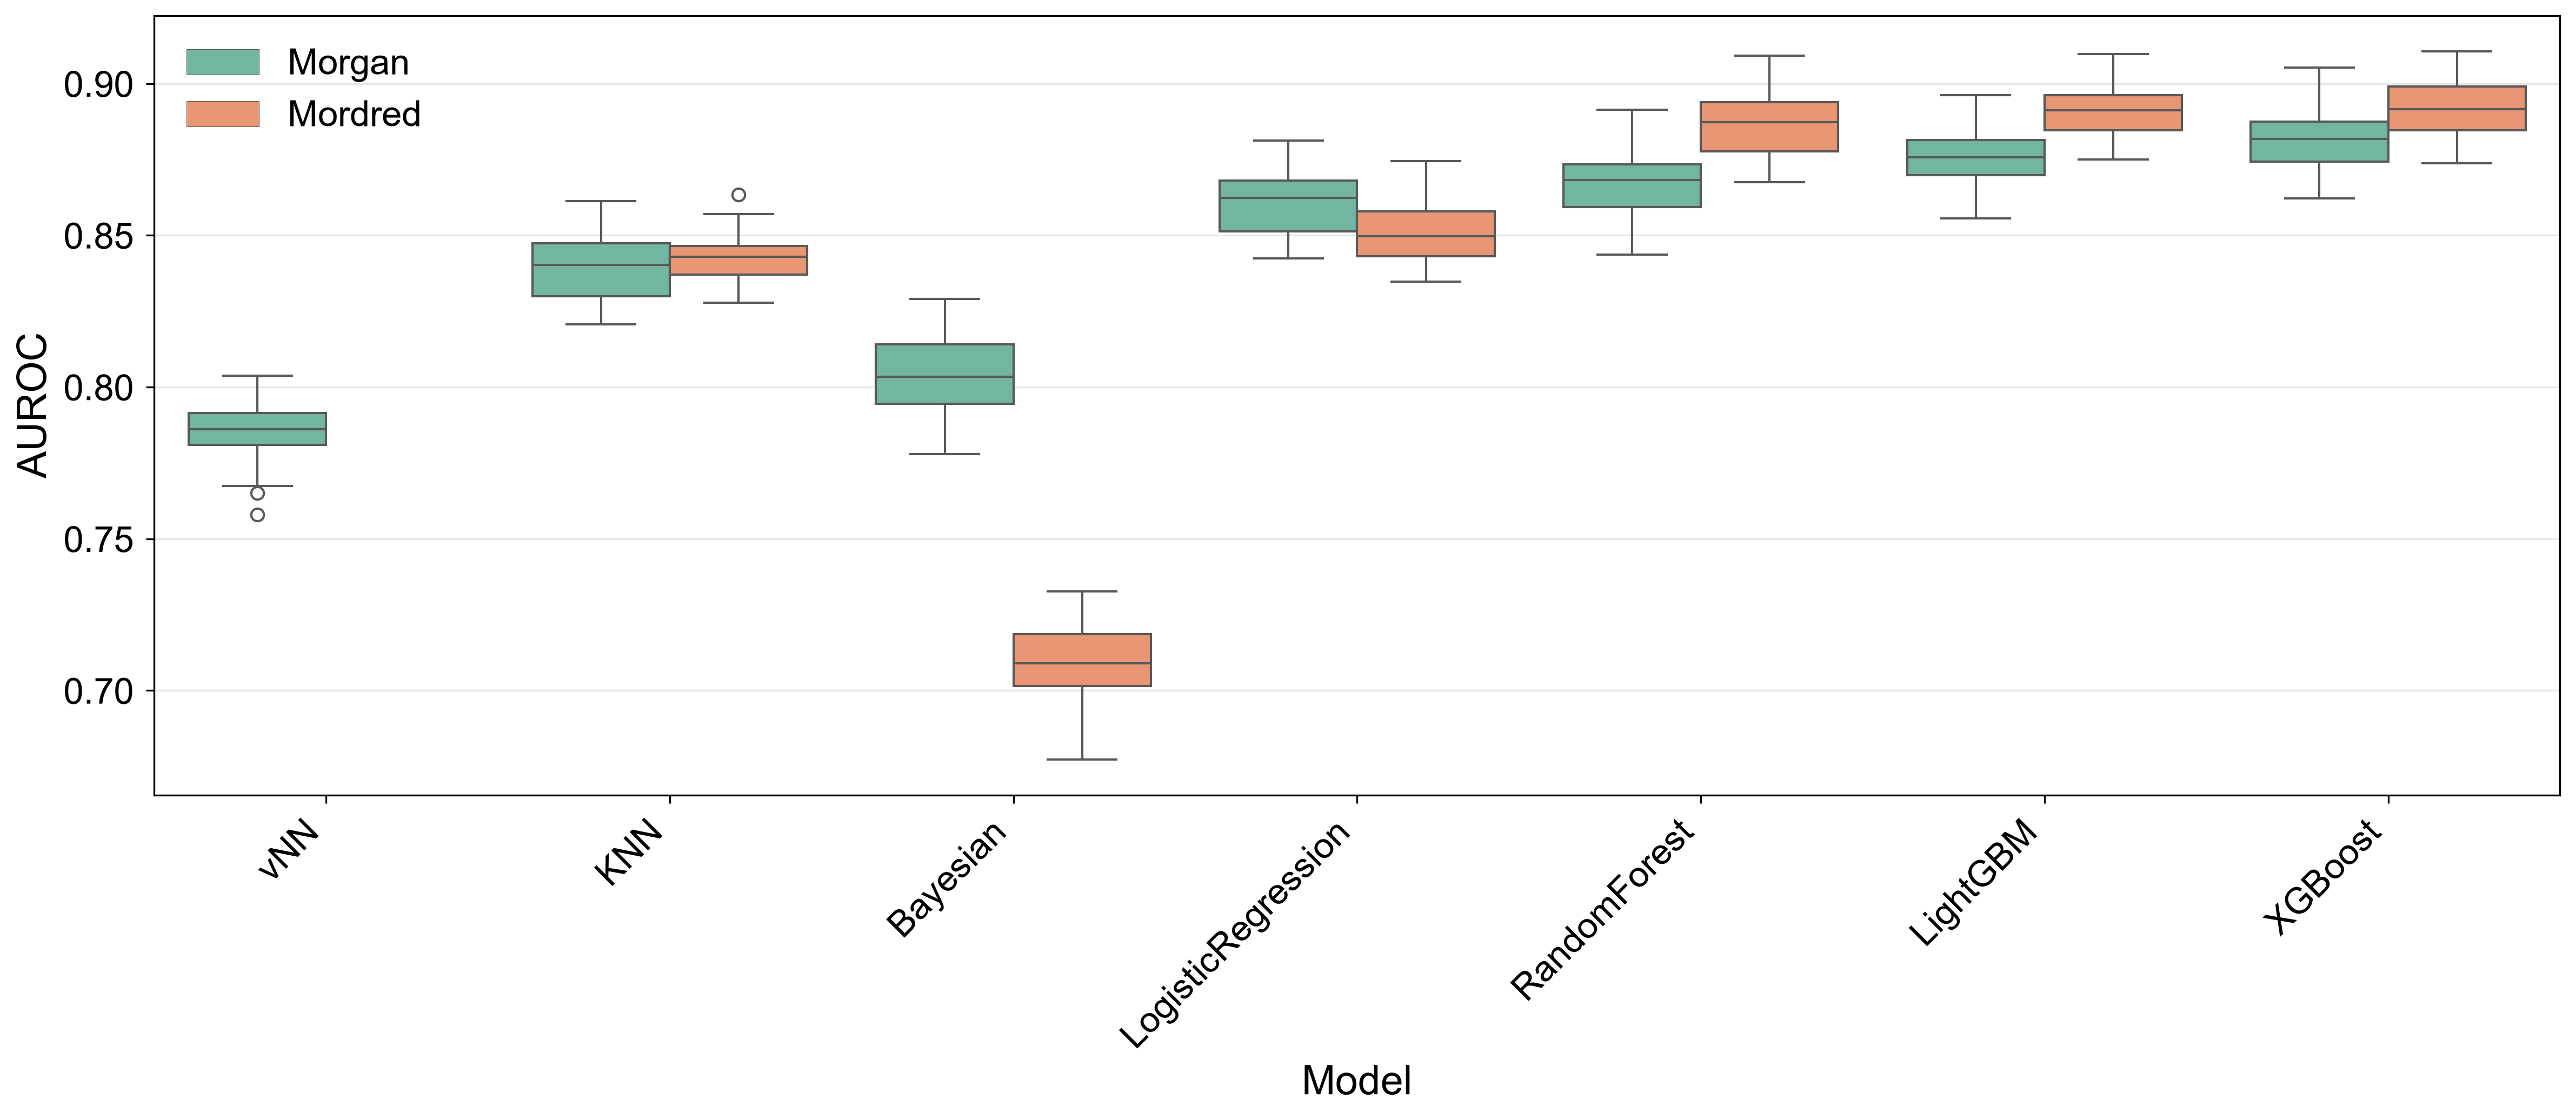 Morgan
Mordred
0.90
0.85
0.80
0.75
0.70
AUROC
vNN
KNN
Bayesian
LogisticRegression
RandomForest
LightGBM
XGBoost
Model